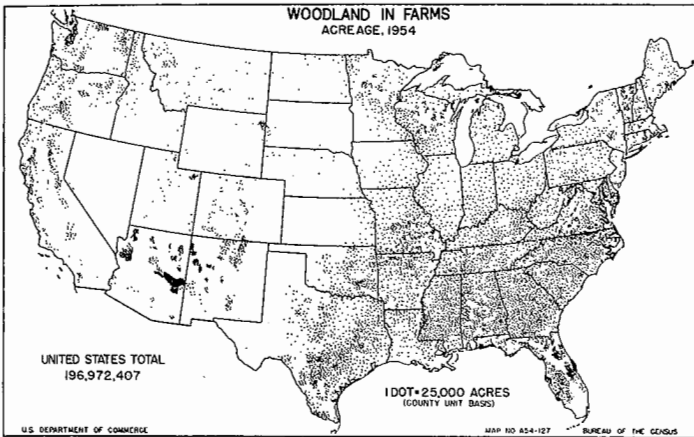 WOODLAND IN FARMS
ACREAGE, 1954
UNITED STATES TOTAL
196,972,407
1 DOT=25,000 ACRES
(COUNTY UNIT BASIS)
U.S. DEPARTMENT OF COMMERCE
MAP NO A54-127
BUREAU OF THE CENSUS